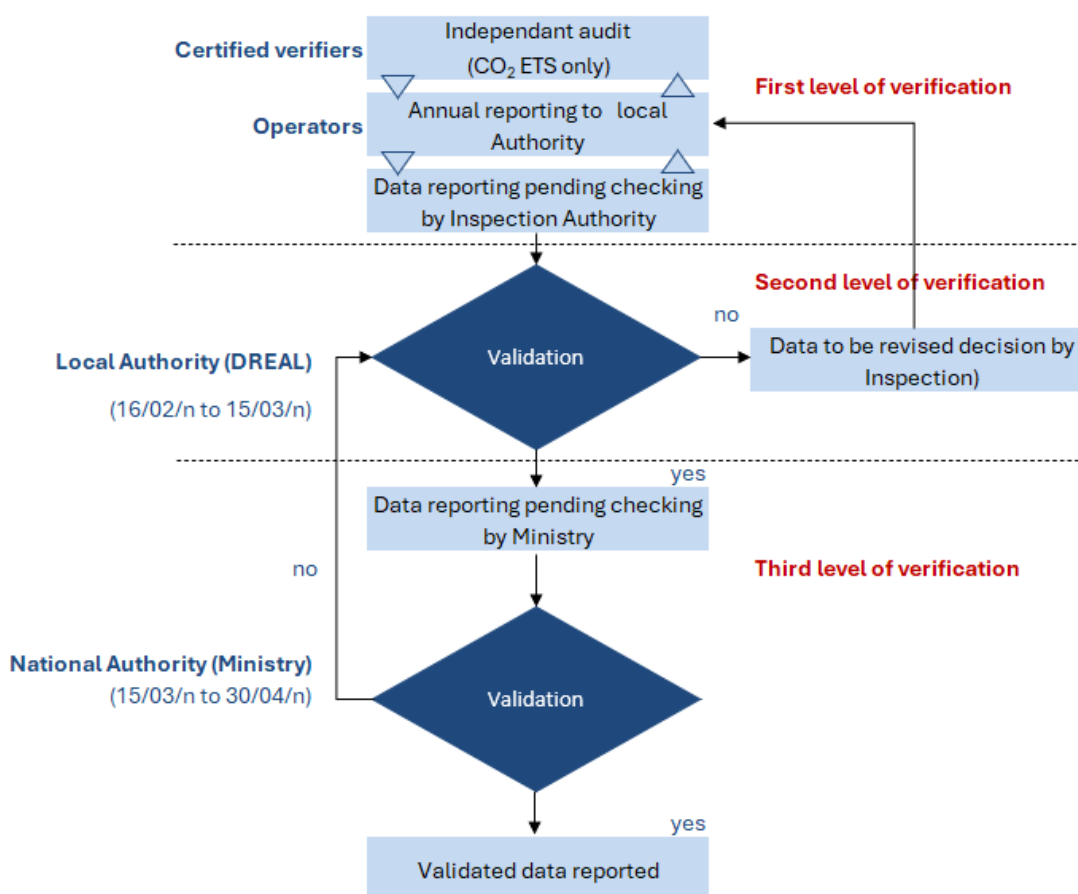 Independant audit
Certified verifiers
(CO₂ ETS only)
First level of verification
Annual reporting to local
Operators
Authority
Data reporting pending checking
by Inspection Authority
Second level of verification
no
Validation
Data to be revised decision by
Inspection)
Local Authority (DREAL)
(16/02/n to 15/03/n)
yes
Data reporting pending checking
by Ministry
no
Third level of verification
National Authority (Ministry)
(15/03/n to 30/04/n)
Validation
yes
Validated data reported